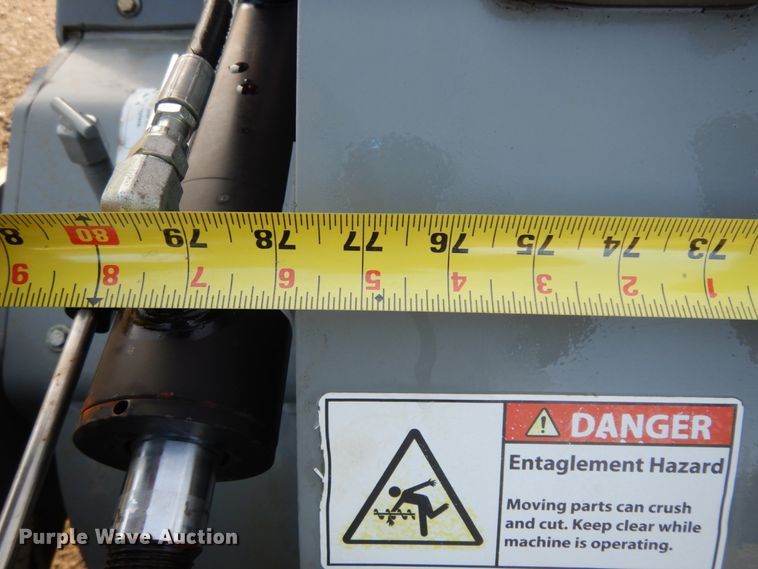 8 80 79 78 77 76 75 74 73
9 8 7 6 5 4 3 2 1
DANGER
Entaglement Hazard
Moving parts can crush
and cut. Keep clear while
machine is operating.
Purple Wave Auction